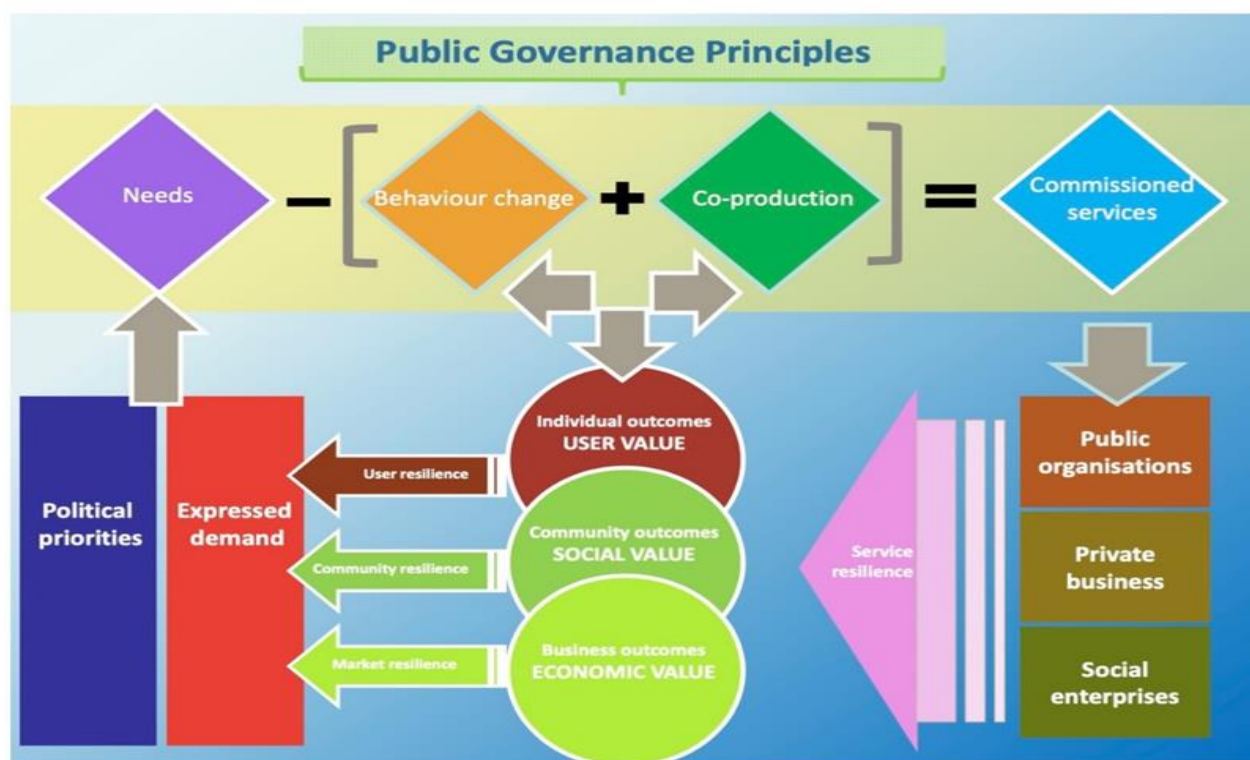 Public Governance Principles
Needs
–
[
Behaviour change
+
Co-production
]
=
Commissioned
services
Political
priorities
Expressed
demand
User resilience
Community resilience
Market resilience
Individual outcomes
USER VALUE
Community outcomes
SOCIAL VALUE
Business outcomes
ECONOMIC VALUE
Service
resilience
Public
organisations
Private
business
Social
enterprises